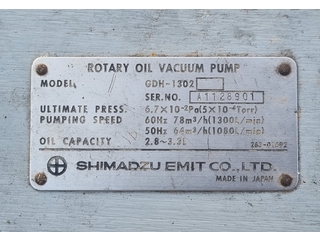 ROTARY OIL VACUUM PUMP
MODEL GDH-1302
SER.NO. A1128901
ULTIMATE PRESS. 6.7×10⁻²Pa(5×10⁻⁴Torr)
PUMPING SPEED 60Hz 78m³/h(1300L/min)
50Hz 64m³/h(1080L/min)
OIL CAPACITY 2.8~3.3L
SHIMADZU EMIT CO., LTD.
MADE IN JAPAN